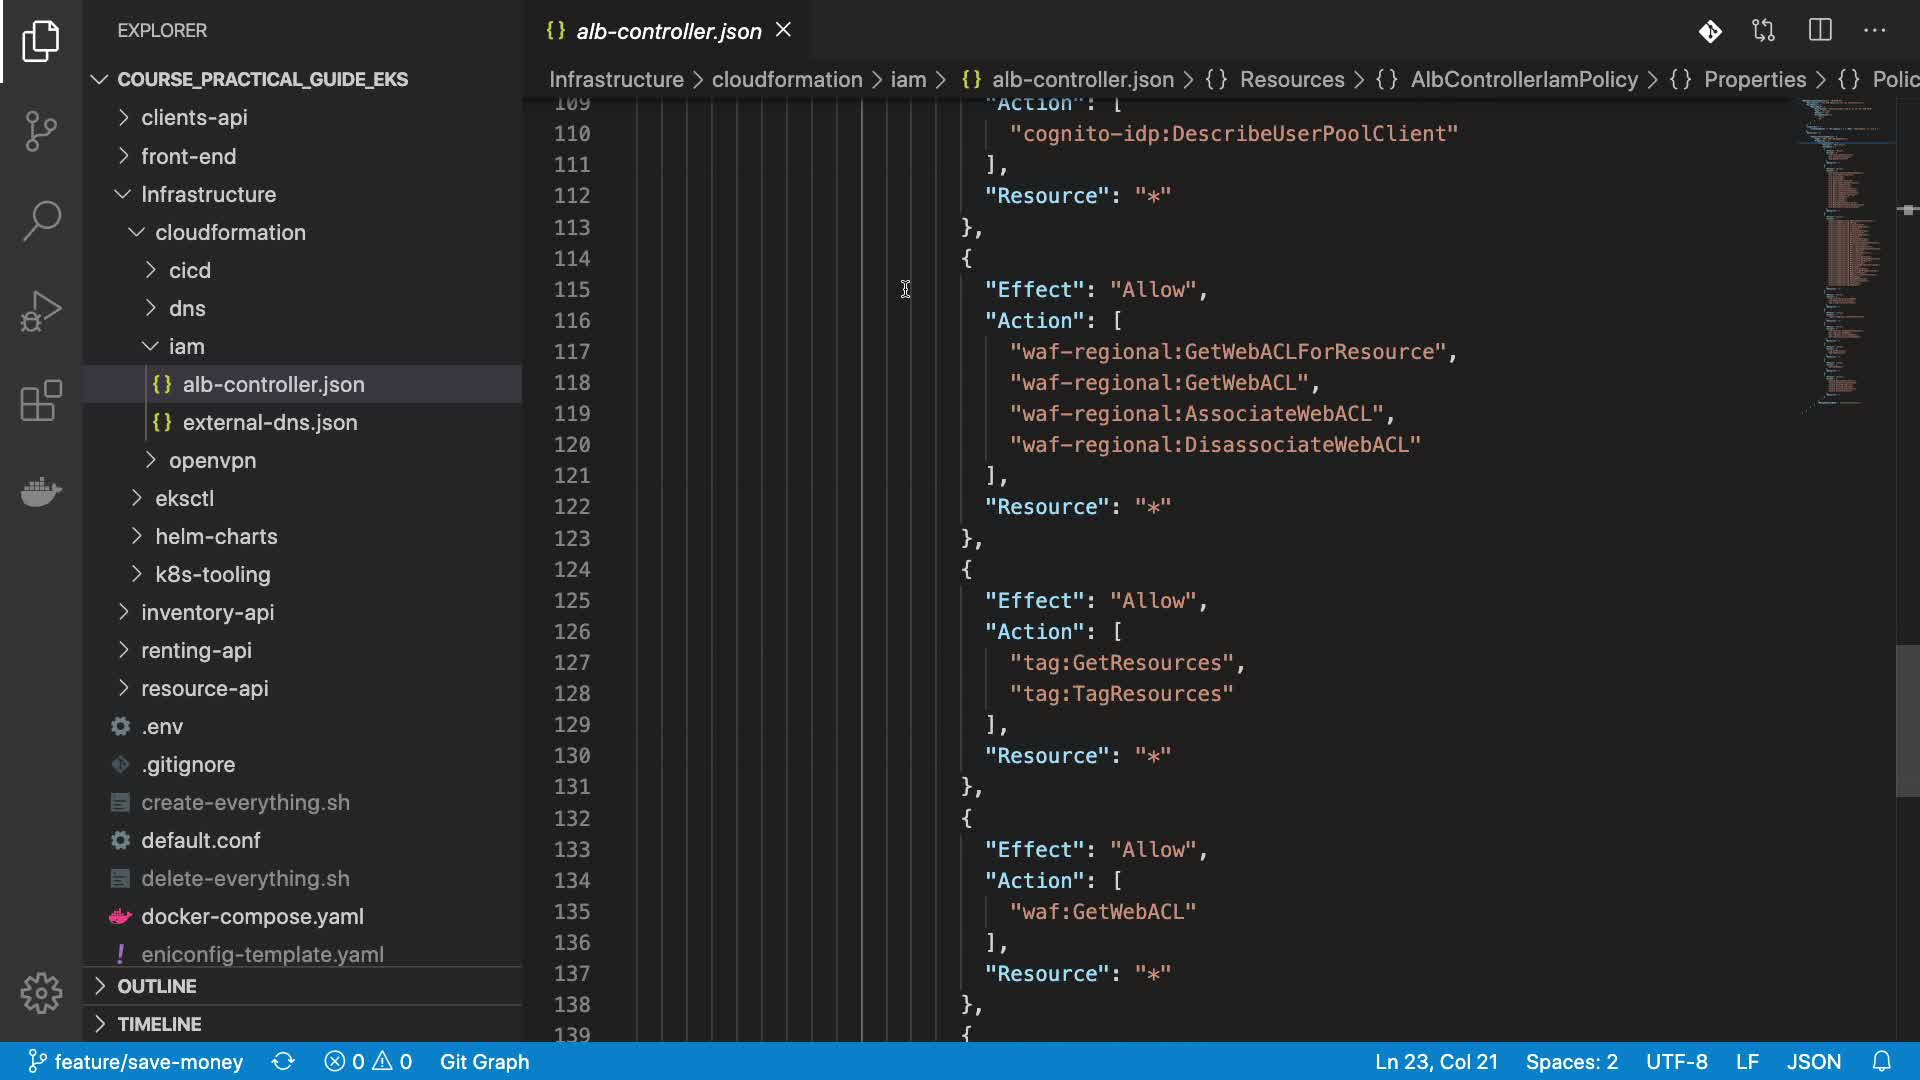 EXPLORER
COURSE_PRACTICAL_GUIDE_EKS
clients-api
front-end
Infrastructure
cloudformation
cicd
dns
iam
{} alb-controller.json
{} external-dns.json
openvpn
eksctl
helm-charts
k8s-tooling
inventory-api
renting-api
resource-api
.env
.gitignore
create-everything.sh
default.conf
delete-everything.sh
docker-compose.yaml
! eniconfig-template.yaml
OUTLINE
TIMELINE
{} alb-controller.json
Infrastructure > cloudformation > iam > {} alb-controller.json > {} Resources > {} AlbControllerIamPolicy > {} Properties > {} Polic
109 "Action": [
110 "cognito-idp:DescribeUserPoolClient"
111 ],
112 "Resource": "*"
113 },
114 {
115 "Effect": "Allow",
116 "Action": [
117 "waf-regional:GetWebACLForResource",
118 "waf-regional:GetWebACL",
119 "waf-regional:AssociateWebACL",
120 "waf-regional:DisassociateWebACL"
121 ],
122 "Resource": "*"
123 },
124 {
125 "Effect": "Allow",
126 "Action": [
127 "tag:GetResources",
128 "tag:TagResources"
129 ],
130 "Resource": "*"
131 },
132 {
133 "Effect": "Allow",
134 "Action": [
135 "waf:GetWebACL"
136 ],
137 "Resource": "*"
138 },
139 {
feature/save-money 0 0 Git Graph Ln 23, Col 21 Spaces: 2 UTF-8 LF JSON